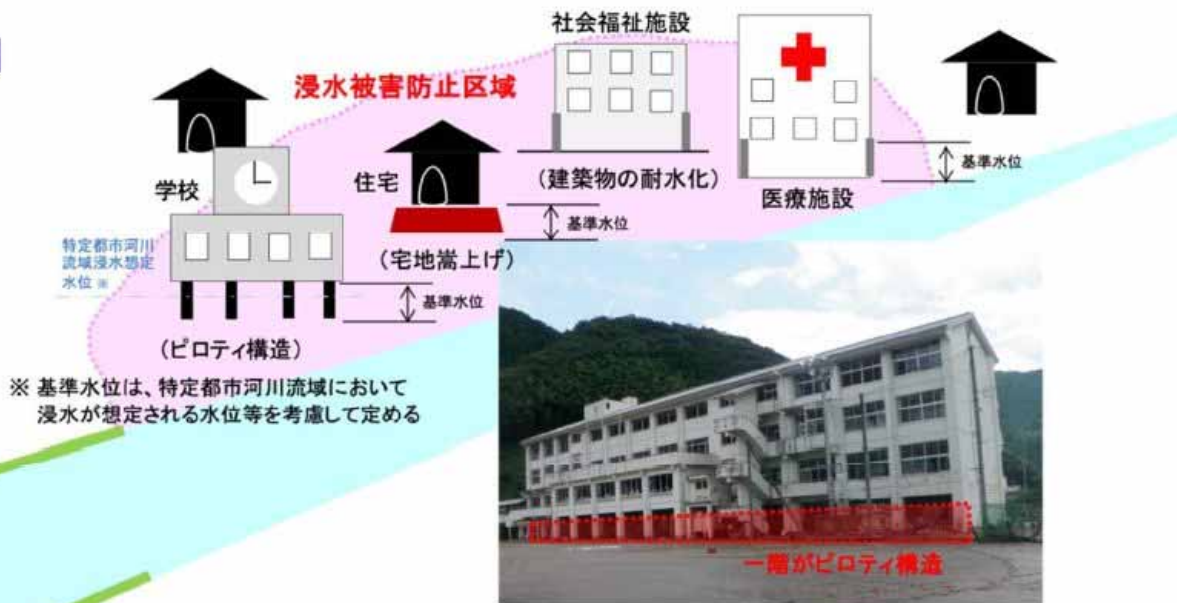 社会福祉施設
浸水被害防止区域
学校
住宅
(建築物の耐水化)
医療施設
基準水位
基準水位
(宅地嵩上げ)
特定都市河川
流域浸水想定
水位 ※
基準水位
(ピロティ構造)
※ 基準水位は、特定都市河川流域において
浸水が想定される水位等を考慮して定める
一階がピロティ構造